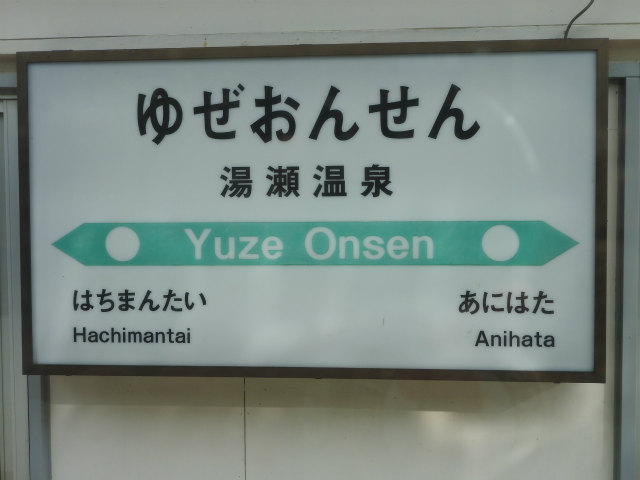 ゆぜおんせん
湯瀬温泉
Yuze Onsen
はちまんたい
Hachimantai
あにはた
Anihata